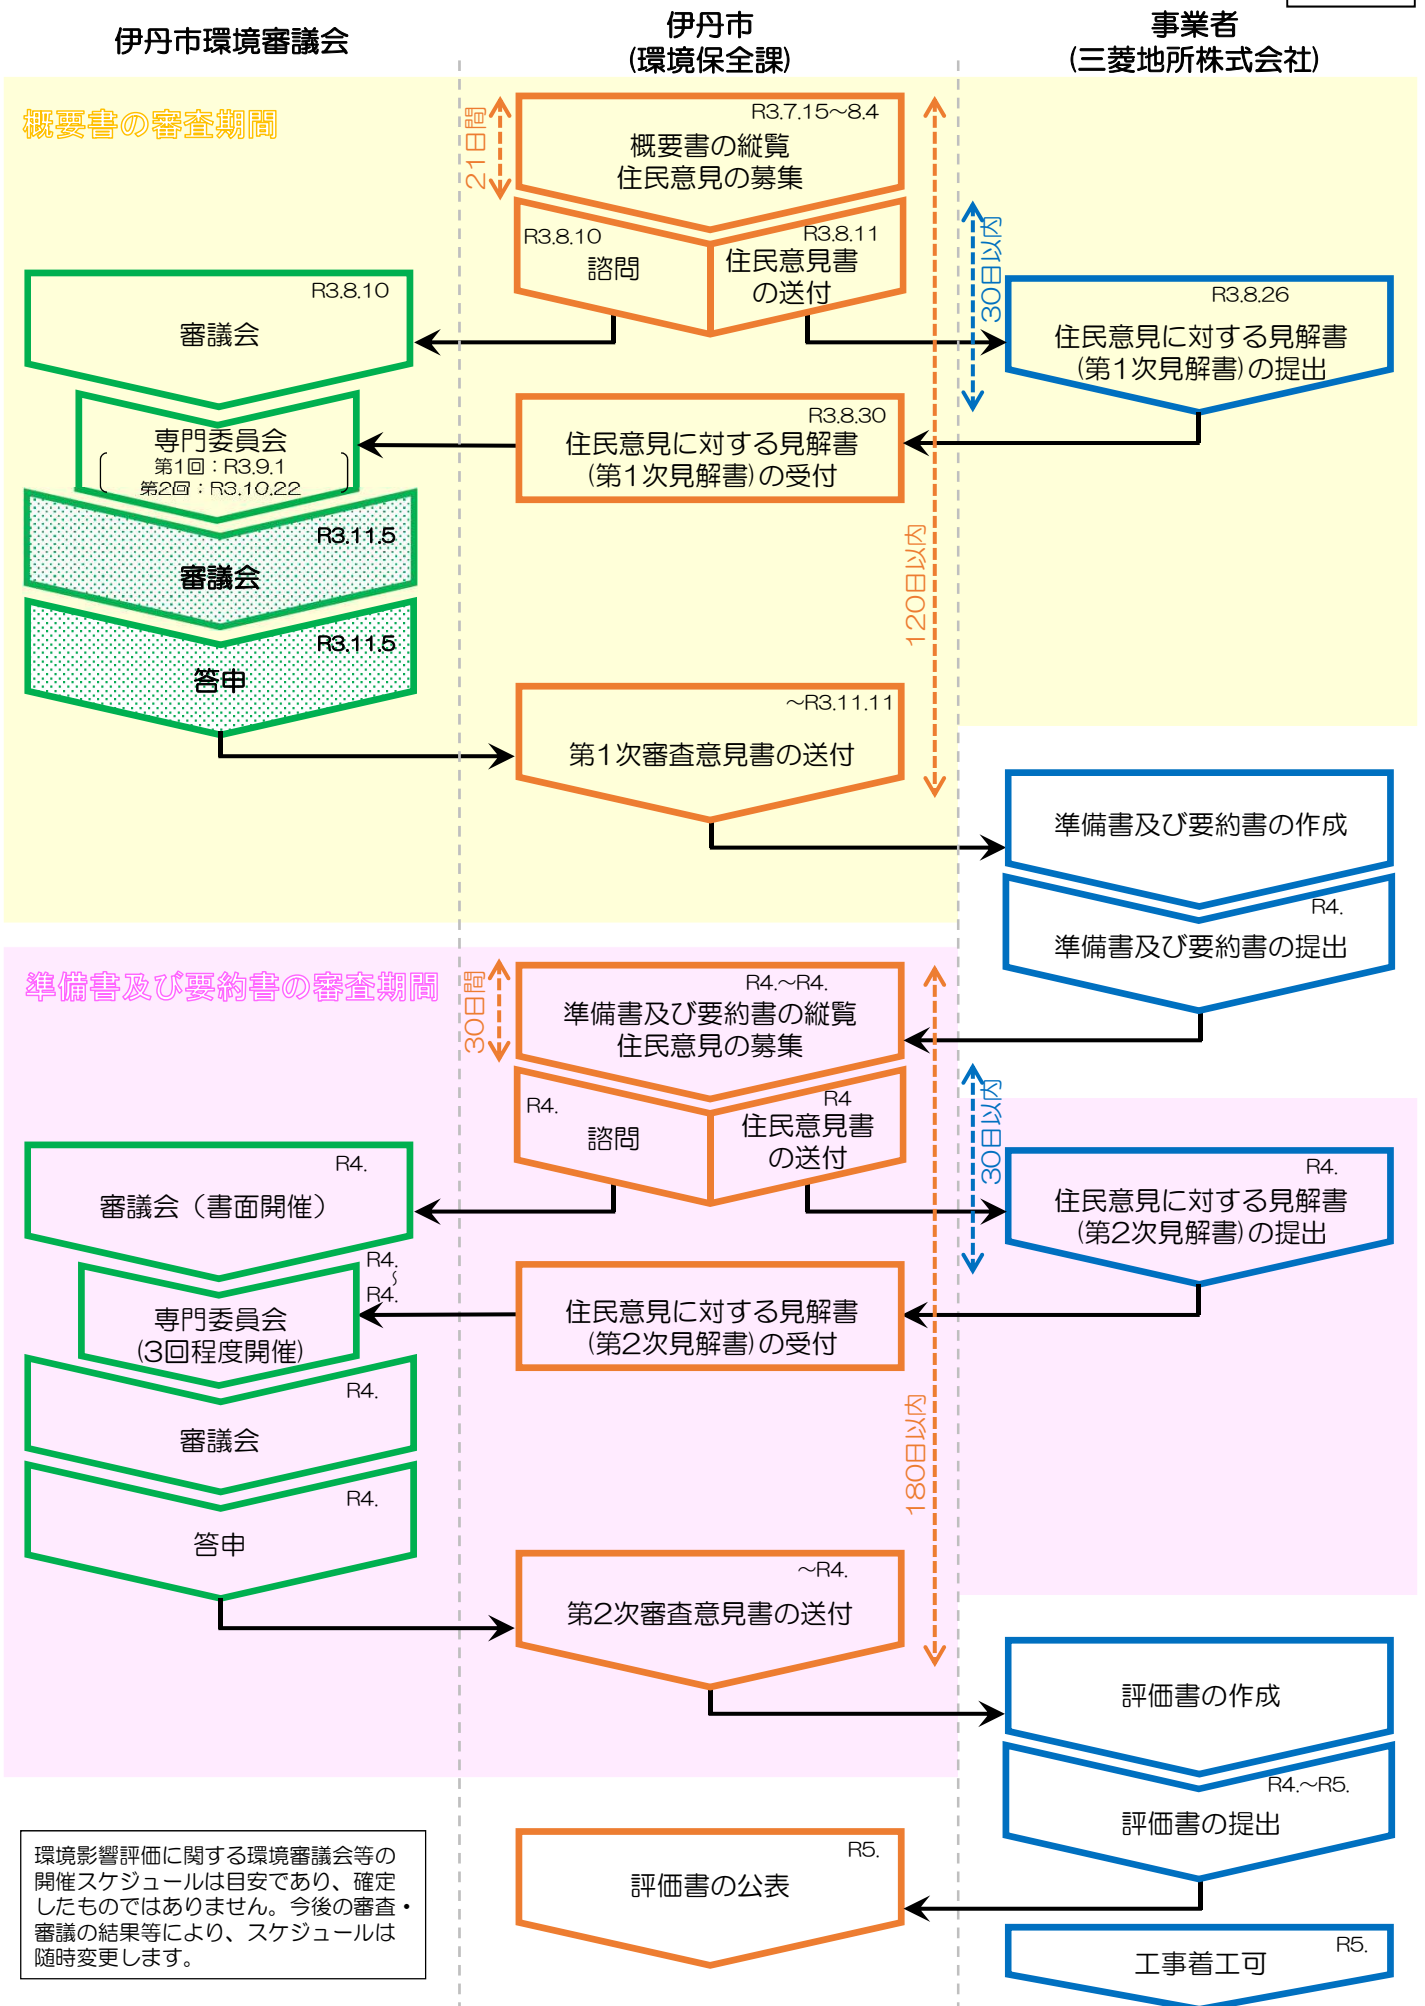 伊丹市環境審議会
伊丹市
(環境保全課)
事業者
(三菱地所株式会社)
概要書の審査期間
21日間
R3.7.15～8.4
概要書の縦覧
住民意見の募集
R3.8.10
諮問
R3.8.11
住民意見書
の送付
30日以内
R3.8.10
審議会
R3.8.26
住民意見に対する見解書
(第1次見解書)の提出
専門委員会
第1回：R3.9.1
第2回：R3.10.22
R3.8.30
住民意見に対する見解書
(第1次見解書)の受付
120日以内
R3.11.5
審議会
R3.11.5
答申
～R3.11.11
第1次審査意見書の送付
準備書及び要約書の作成
R4.
準備書及び要約書の提出
準備書及び要約書の審査期間
30日間
R4.～R4.
準備書及び要約書の縦覧
住民意見の募集
R4.
諮問
R4
住民意見書
の送付
30日以内
R4.
審議会（書面開催）
R4.
住民意見に対する見解書
(第2次見解書)の提出
R4.
～
R4.
専門委員会
(3回程度開催)
住民意見に対する見解書
(第2次見解書)の受付
180日以内
R4.
審議会
R4.
答申
～R4.
第2次審査意見書の送付
評価書の作成
R4.～R5.
評価書の提出
環境影響評価に関する環境審議会等の
開催スケジュールは目安であり、確定
したものではありません。今後の審査・
審議の結果等により、スケジュールは
随時変更します。
R5.
評価書の公表
R5.
工事着工可